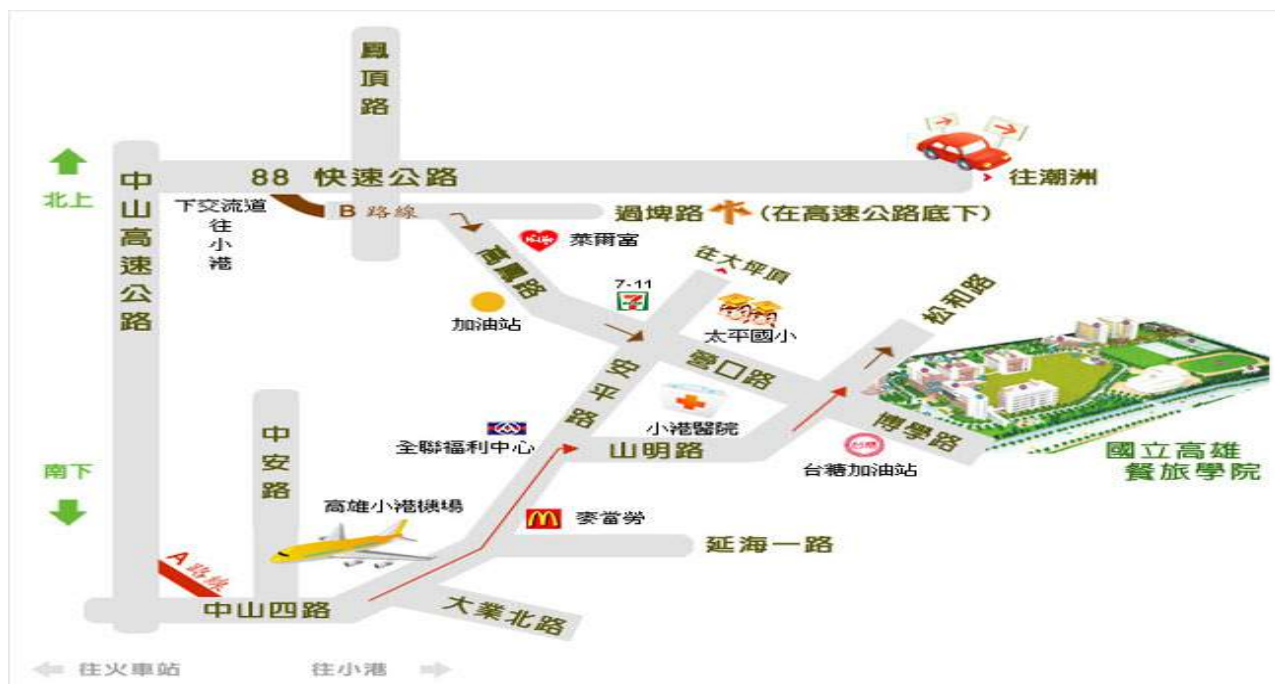 鳳頂路
中山高速公路
88 快速公路
往潮洲
北上
下交流道
往小港
B 路線
過埤路
(在高速公路底下)
萊爾富
高鳳路
往大坪頂
7-11
7
加油站
太平國小
松和路
營口路
安平路
小港醫院
博學路
全聯福利中心
山明路
台糖加油站
國立高雄
餐旅學院
中安路
南下
高雄小港機場
麥當勞
延海一路
A路線
中山四路
大業北路
往火車站
往小港